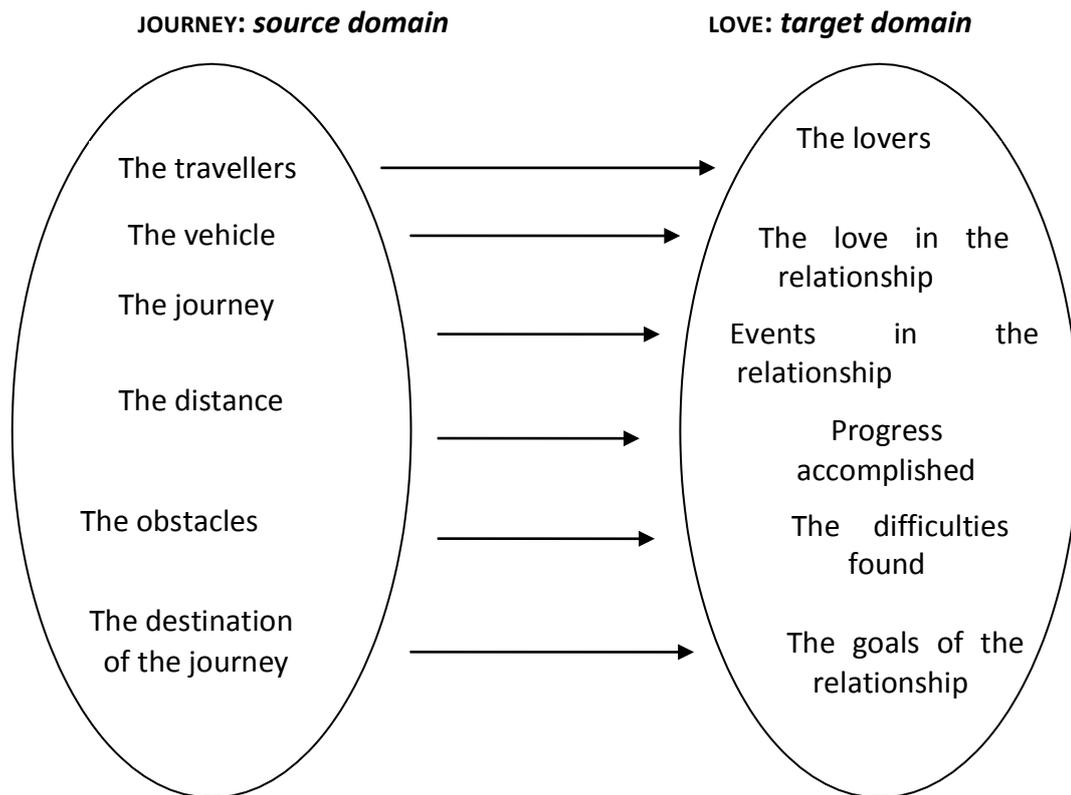 JOURNEY: source domain
LOVE: target domain
The travellers
The lovers
The vehicle
The love in the
relationship
The journey
Events in the
relationship
The distance
Progress
accomplished
The obstacles
The difficulties
found
The destination
of the journey
The goals of the
relationship